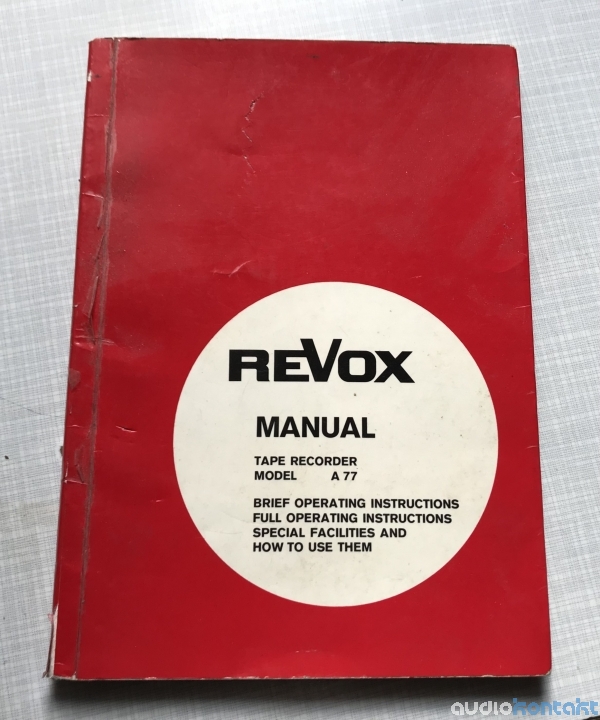 REVOX
MANUAL
TAPE RECORDER
MODEL A 77
BRIEF OPERATING INSTRUCTIONS
FULL OPERATING INSTRUCTIONS
SPECIAL FACILITIES AND
HOW TO USE THEM
audiokontakt